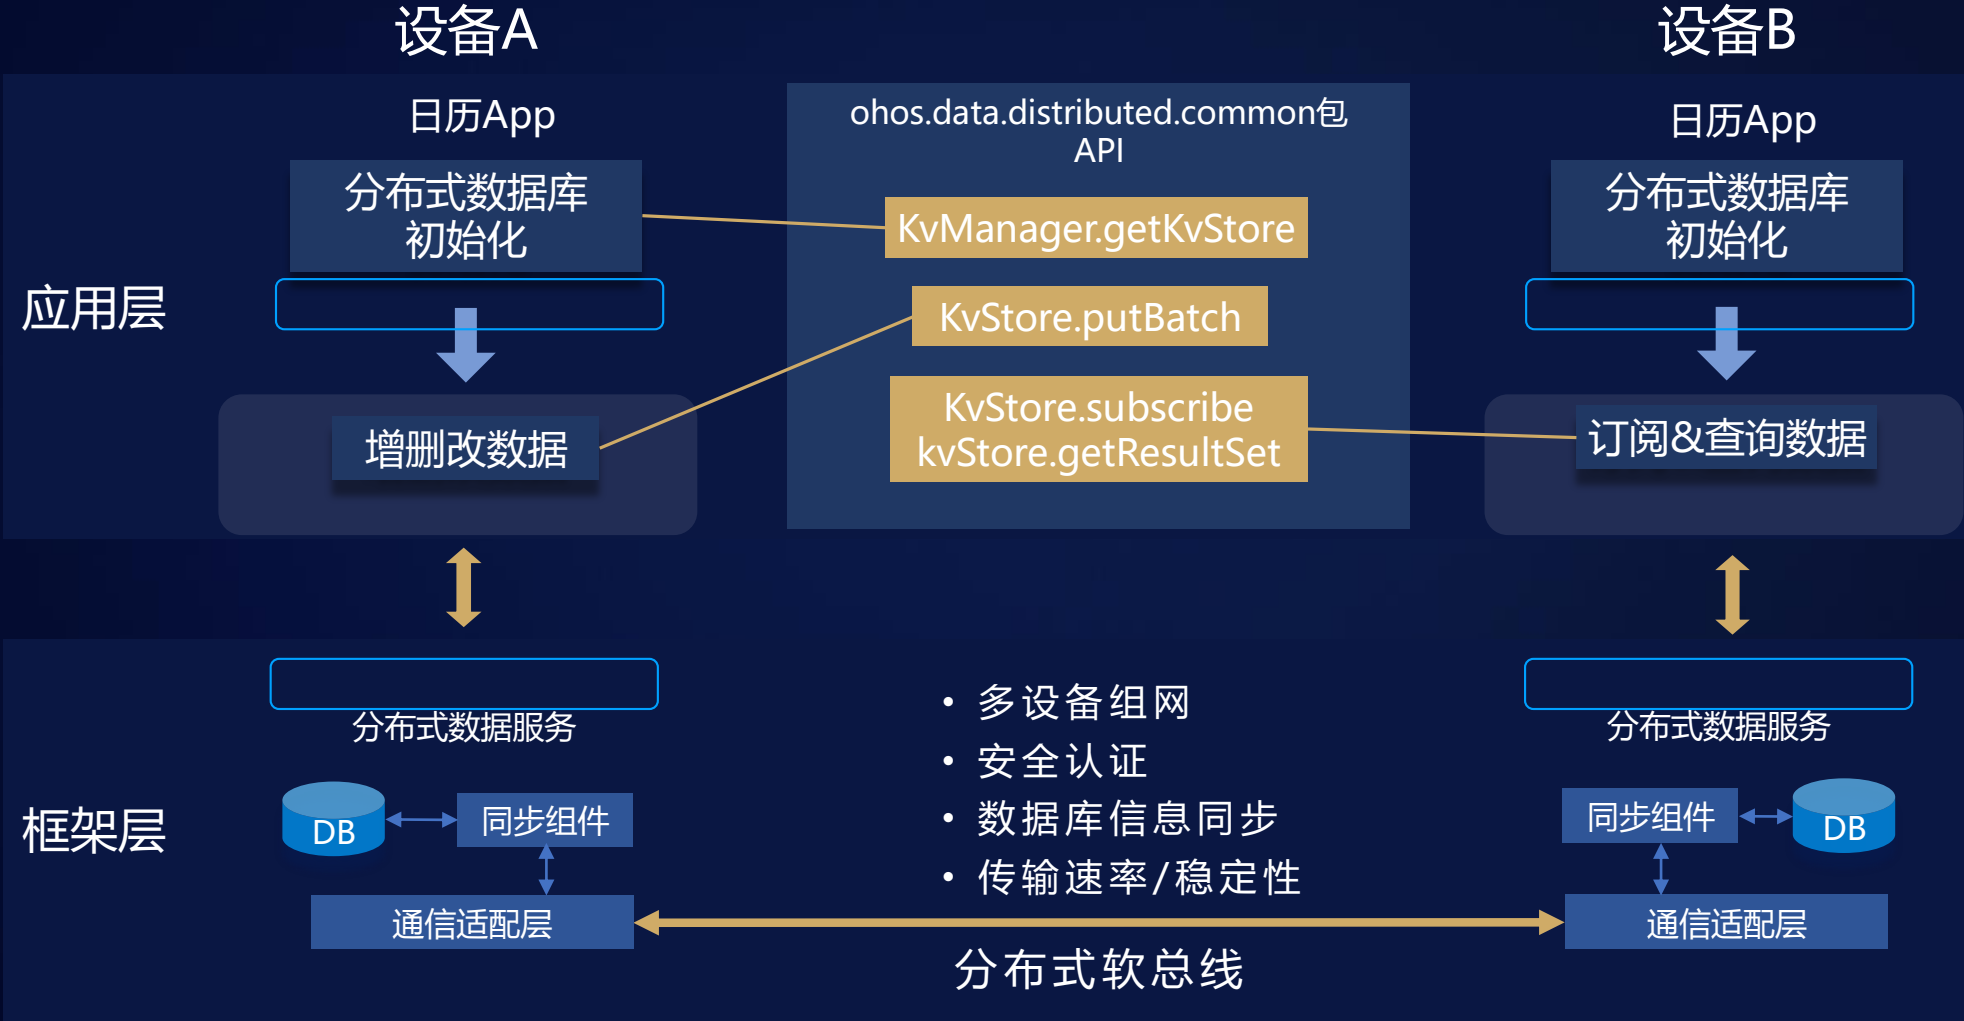 设备A
设备B
日历App
ohos.data.distributed.common包
API
日历App
分布式数据库
初始化
KvManager.getKvStore
分布式数据库
初始化
应用层
KvStore.putBatch
增删改数据
KvStore.subscribe
kvStore.getResultSet
订阅&查询数据
框架层
分布式数据服务
• 多设备组网
• 安全认证
• 数据库信息同步
• 传输速率/稳定性
分布式数据服务
DB
同步组件
同步组件
DB
通信适配层
通信适配层
分布式软总线